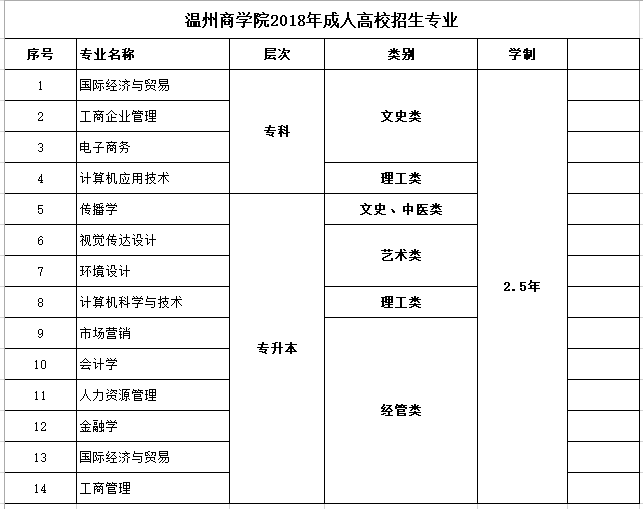 温州商学院2018年成人高校招生专业
序号 专业名称 层次 类别 学制
1 国际经济与贸易 专科 文史类 2.5年
2 工商企业管理
3 电子商务
4 计算机应用技术 理工类
5 传播学 专升本 文史、中医类
6 视觉传达设计 艺术类
7 环境设计
8 计算机科学与技术 理工类
9 市场营销 经管类
10 会计学
11 人力资源管理
12 金融学
13 国际经济与贸易
14 工商管理